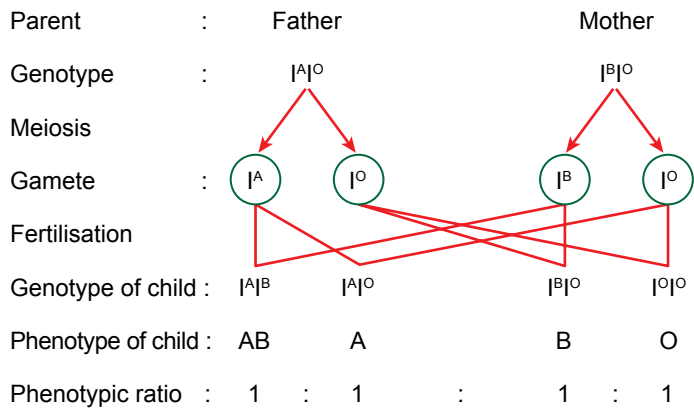 Parent : Father Mother
Genotype : IᴬIᴼ IᴮIᴼ
Meiosis
Gamete : Iᴬ Iᴼ Iᴮ Iᴼ
Fertilisation
Genotype of child : IᴬIᴮ IᴬIᴼ IᴮIᴼ IᴼIᴼ
Phenotype of child : AB A B O
Phenotypic ratio : 1 : 1 : 1 : 1